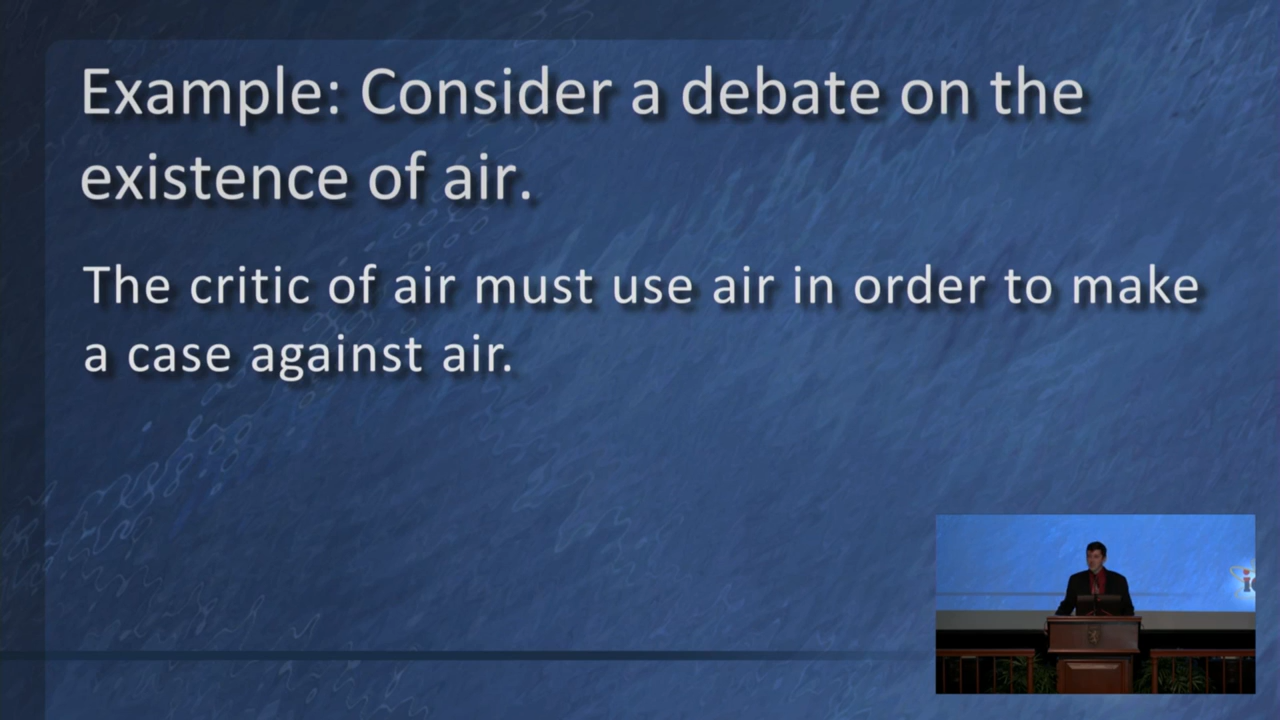 Example: Consider a debate on the
existence of air.
The critic of air must use air in order to make
a case against air.